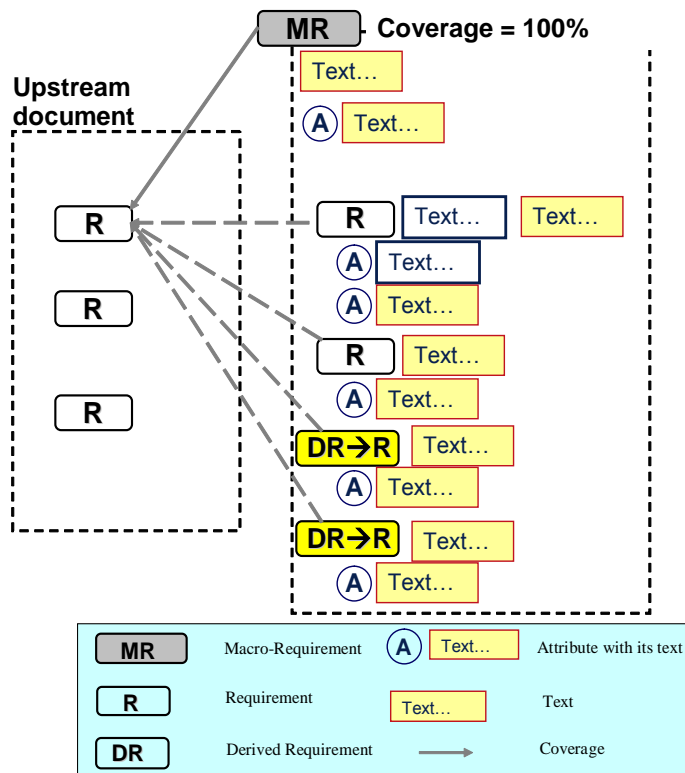 MR - Coverage = 100%
Text...
Upstream
document
A Text...
R R Text... Text...
A Text...
R A Text...
R Text...
R A Text...
DR→R Text...
A Text...
DR→R Text...
A Text...
MR Macro-Requirement A Text... Attribute with its text
R Requirement Text... Text
DR Derived Requirement Coverage